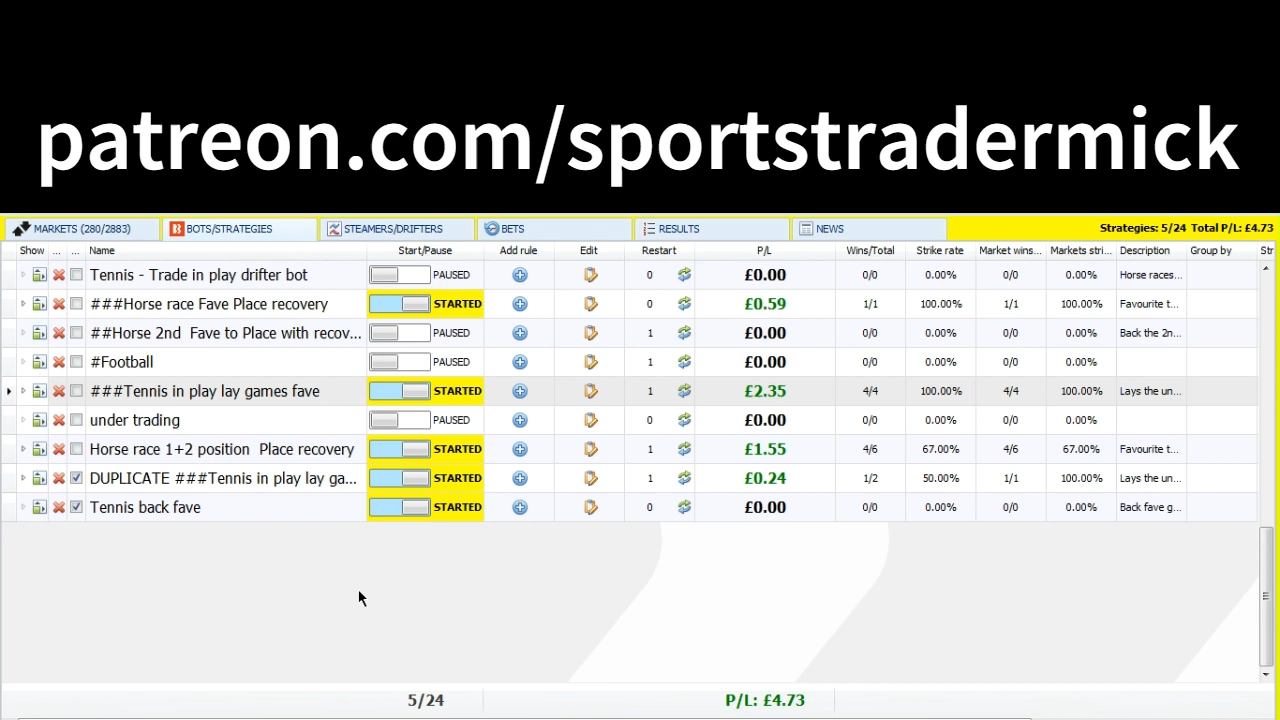 patreon.com/sportstradermick
MARKETS (280/2883) BOTS/STRATEGIES STEAMERS/DRIFTERS BETS RESULTS NEWS Strategies: 5/24 Total P/L: £4.73
Show ... ... Name Start/Pause Add rule Edit Restart P/L Wins/Total Strike rate Market wins... Markets stri... Description Group by Str
Tennis - Trade in play drifter bot PAUSED 0 £0.00 0/0 0.00% 0/0 0.00% Horse races...
###Horse race Fave Place recovery STARTED 0 £0.59 1/1 100.00% 1/1 100.00% Favourite t...
##Horse 2nd Fave to Place with recov... PAUSED 1 £0.00 0/0 0.00% 0/0 0.00% Back the 2n...
#Football PAUSED 1 £0.00 0/0 0.00% 0/0 0.00%
###Tennis in play lay games fave STARTED 1 £2.35 4/4 100.00% 4/4 100.00% Lays the un...
under trading PAUSED 0 £0.00 0/0 0.00% 0/0 0.00%
Horse race 1+2 position Place recovery STARTED 1 £1.55 4/6 67.00% 4/6 67.00% Favourite t...
DUPLICATE ###Tennis in play lay ga... STARTED 1 £0.24 1/2 50.00% 1/1 100.00% Lays the un...
Tennis back fave STARTED 0 £0.00 0/0 0.00% 0/0 0.00% Back fave g...
5/24 P/L: £4.73